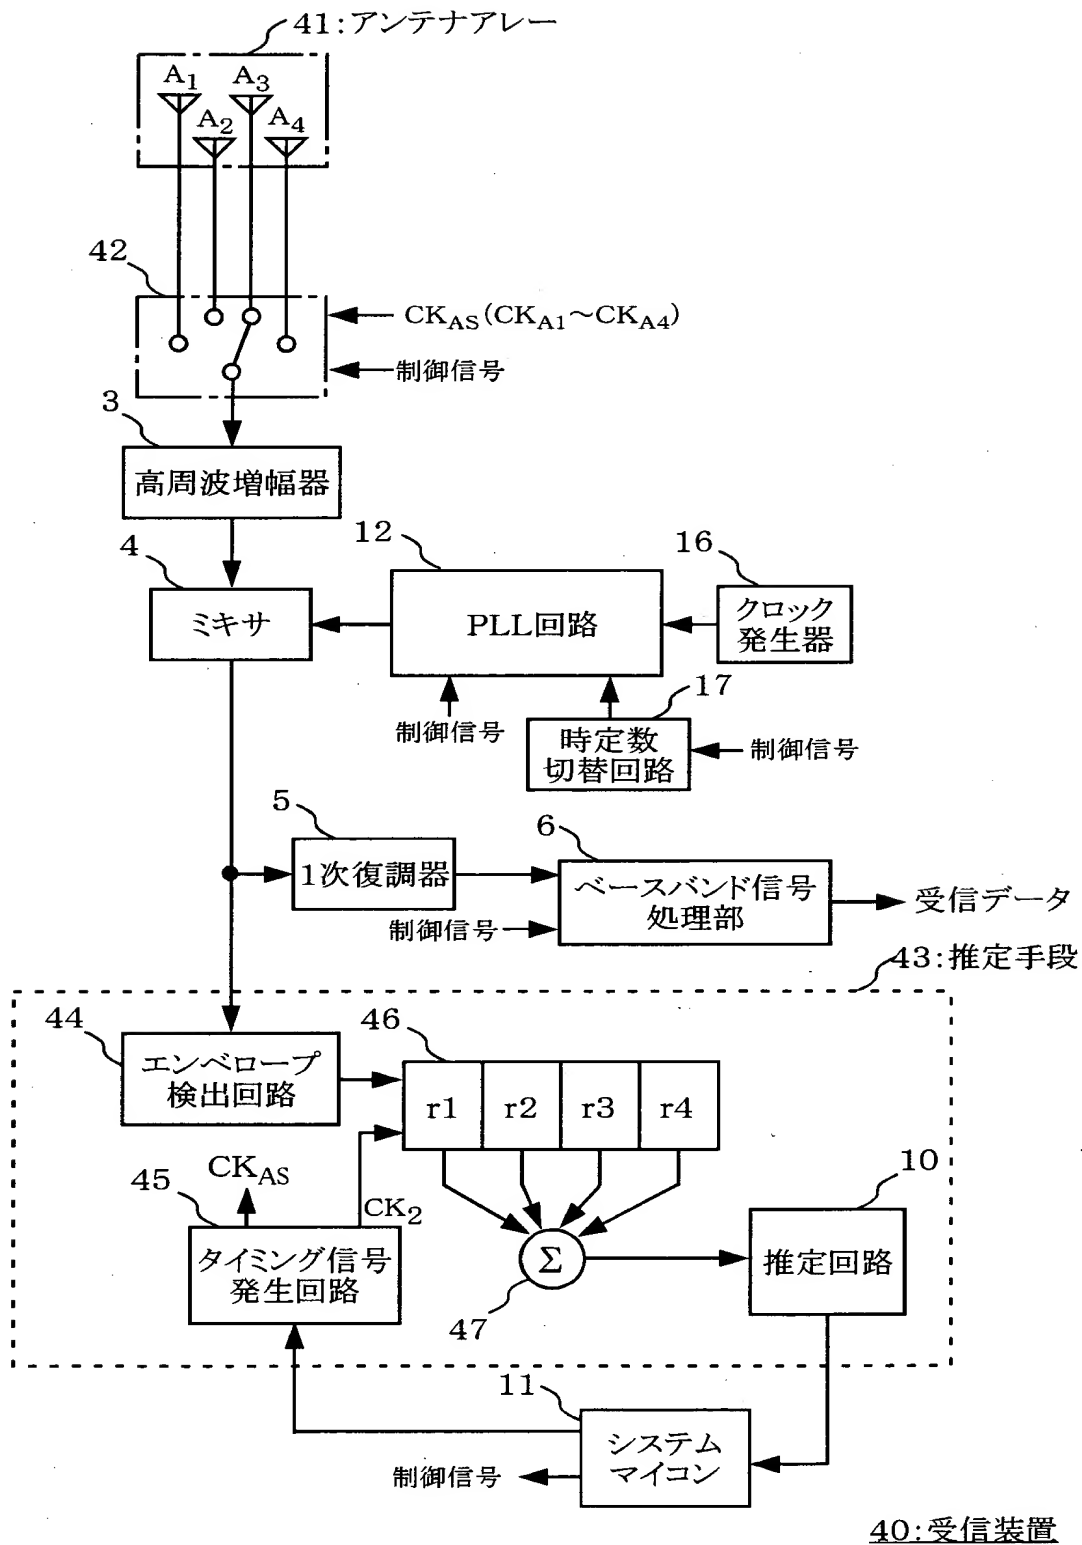 41:アンテナアレー
A1
A3
A2
A4
42
CKAS(CKA1~CKA4)
制御信号
3
高周波増幅器
4
ミキサ
12
PLL回路
16
クロック
発生器
制御信号
17
時定数
切替回路
制御信号
5
1次復調器
6
ベースバンド信号
処理部
制御信号
受信データ
43:推定手段
44
エンベロープ
検出回路
46
r1 r2 r3 r4
CKAS
45
CK2
タイミング信号
発生回路
Σ
47
10
推定回路
11
システム
マイコン
制御信号
40:受信装置